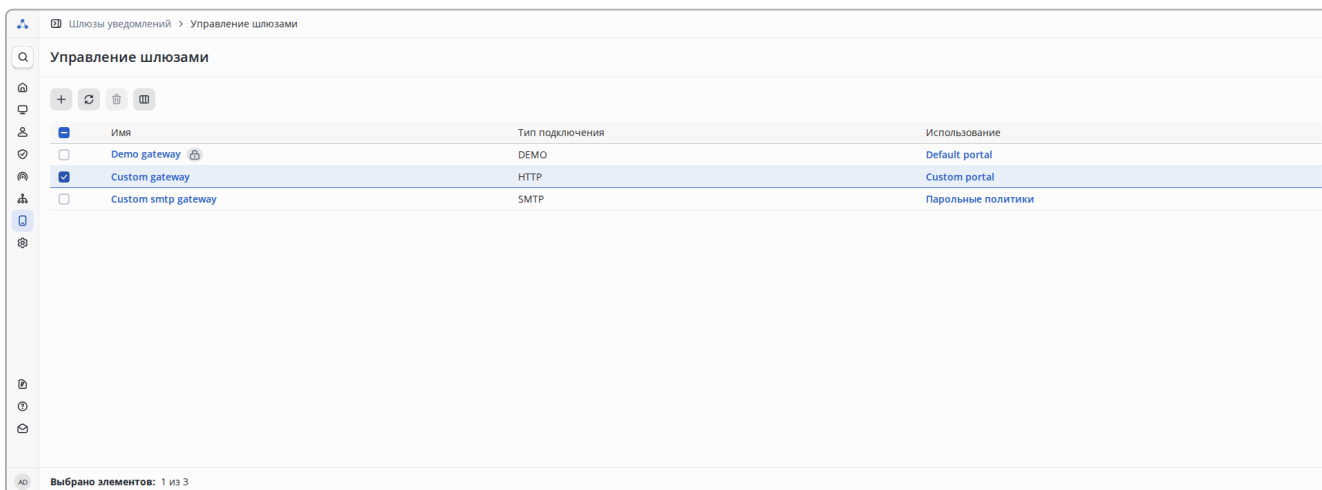 Шлюзы уведомлений > Управление шлюзами
Управление шлюзами
Имя Тип подключения Использование
Demo gateway DEMO Default portal
Custom gateway HTTP Custom portal
Custom smtp gateway SMTP Парольные политики
AD Выбрано элементов: 1 из 3